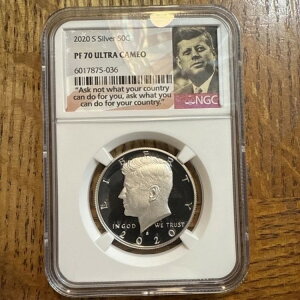 2020 S Silver 50C
PF 70 ULTRA CAMEO
6017875-036
"Ask not what your country
can do for you, ask what you
can do for your country."
NGC
LIBERTY
IN GOD WE TRUST
S
2020